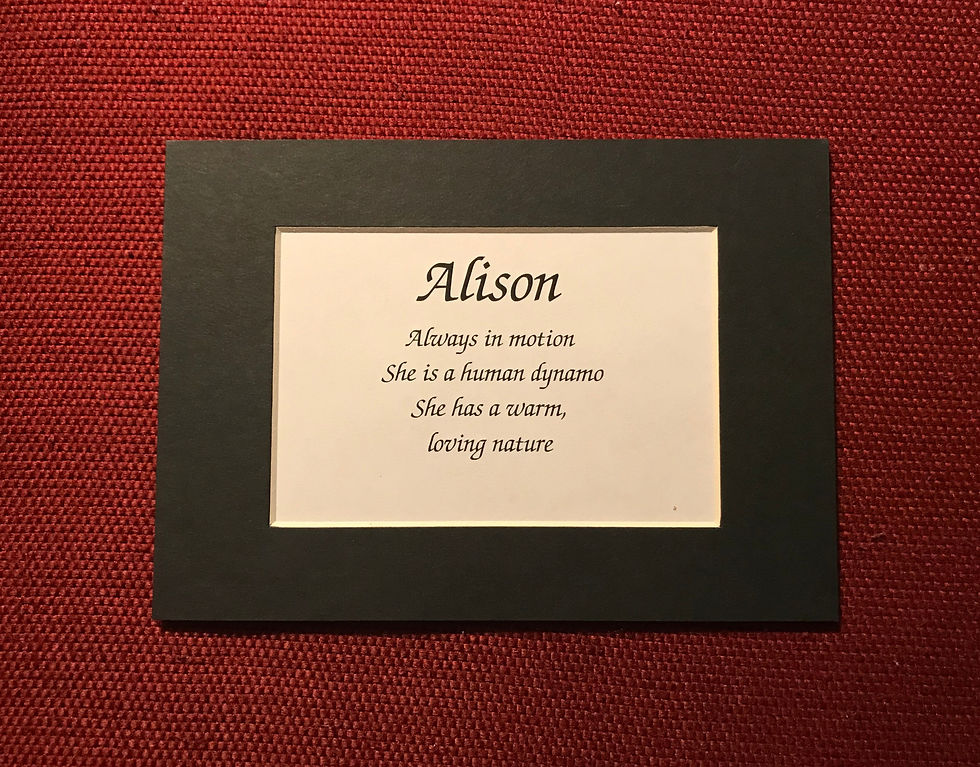 Alison
Always in motion
She is a human dynamo
She has a warm,
loving nature